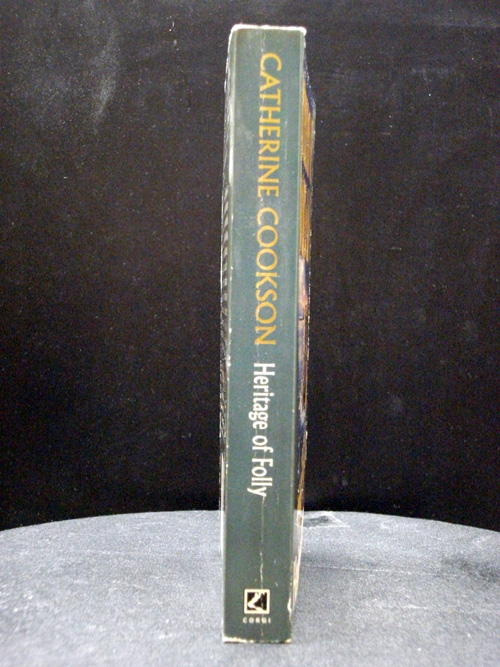 CATHERINE COOKSON
Heritage of Folly
CORGI